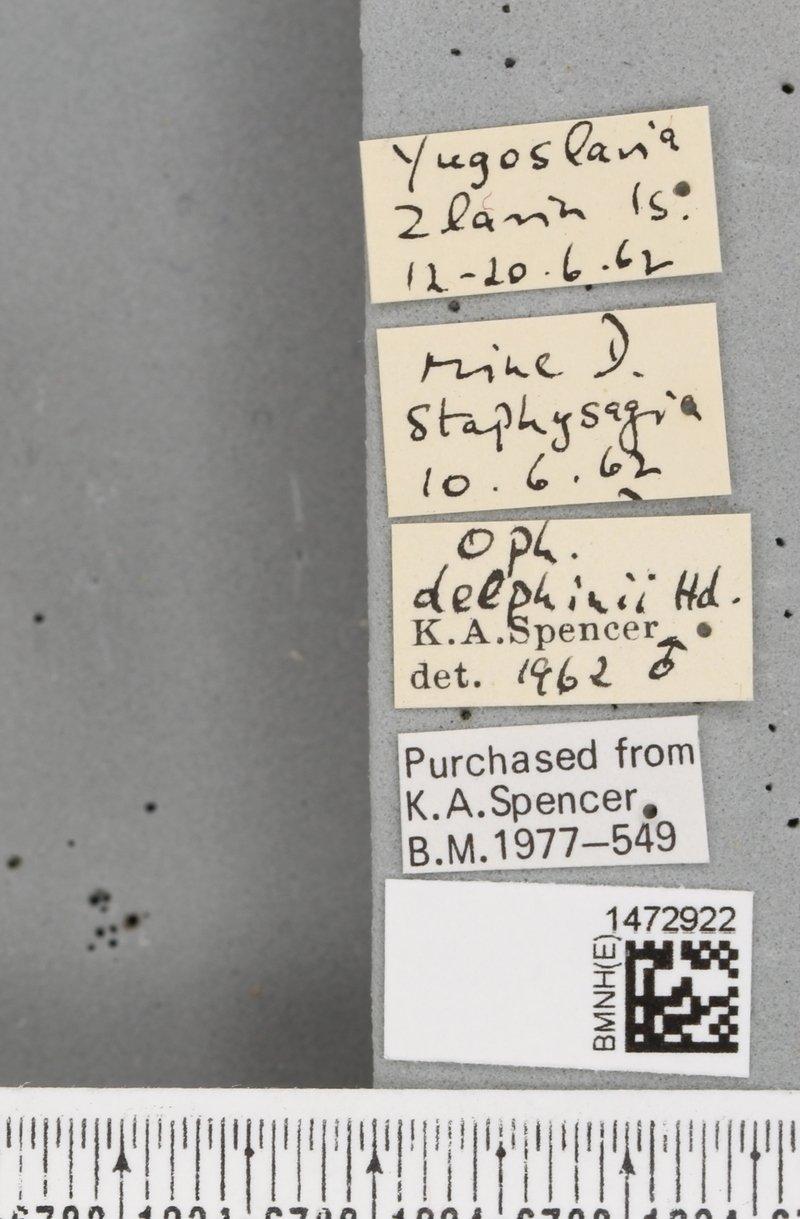 Yugoslavia
Zlarin Is.
12-20.6.62
mine D.
Staphysagria
10.6.62
Oph.
delphinii Hd.
K.A.Spencer
det. 1962 ♂
Purchased from
K.A.Spencer
B.M.1977–549
1472922
BMNH(E)